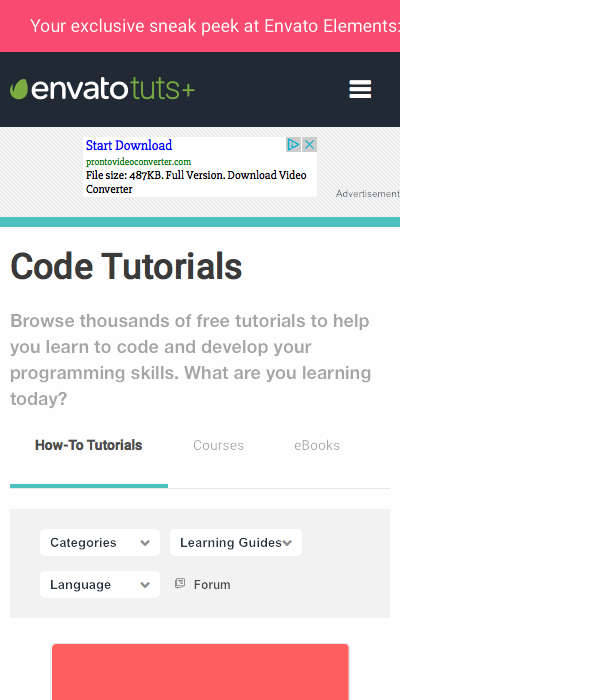 Your exclusive sneak peek at Envato Elements:
envatotuts+
Start Download
prontovideoconverter.com
File size: 487KB. Full Version. Download Video
Converter
Advertisement
Code Tutorials
Browse thousands of free tutorials to help
you learn to code and develop your
programming skills. What are you learning
today?
How-To Tutorials Courses eBooks
Categories Learning Guides
Language Forum